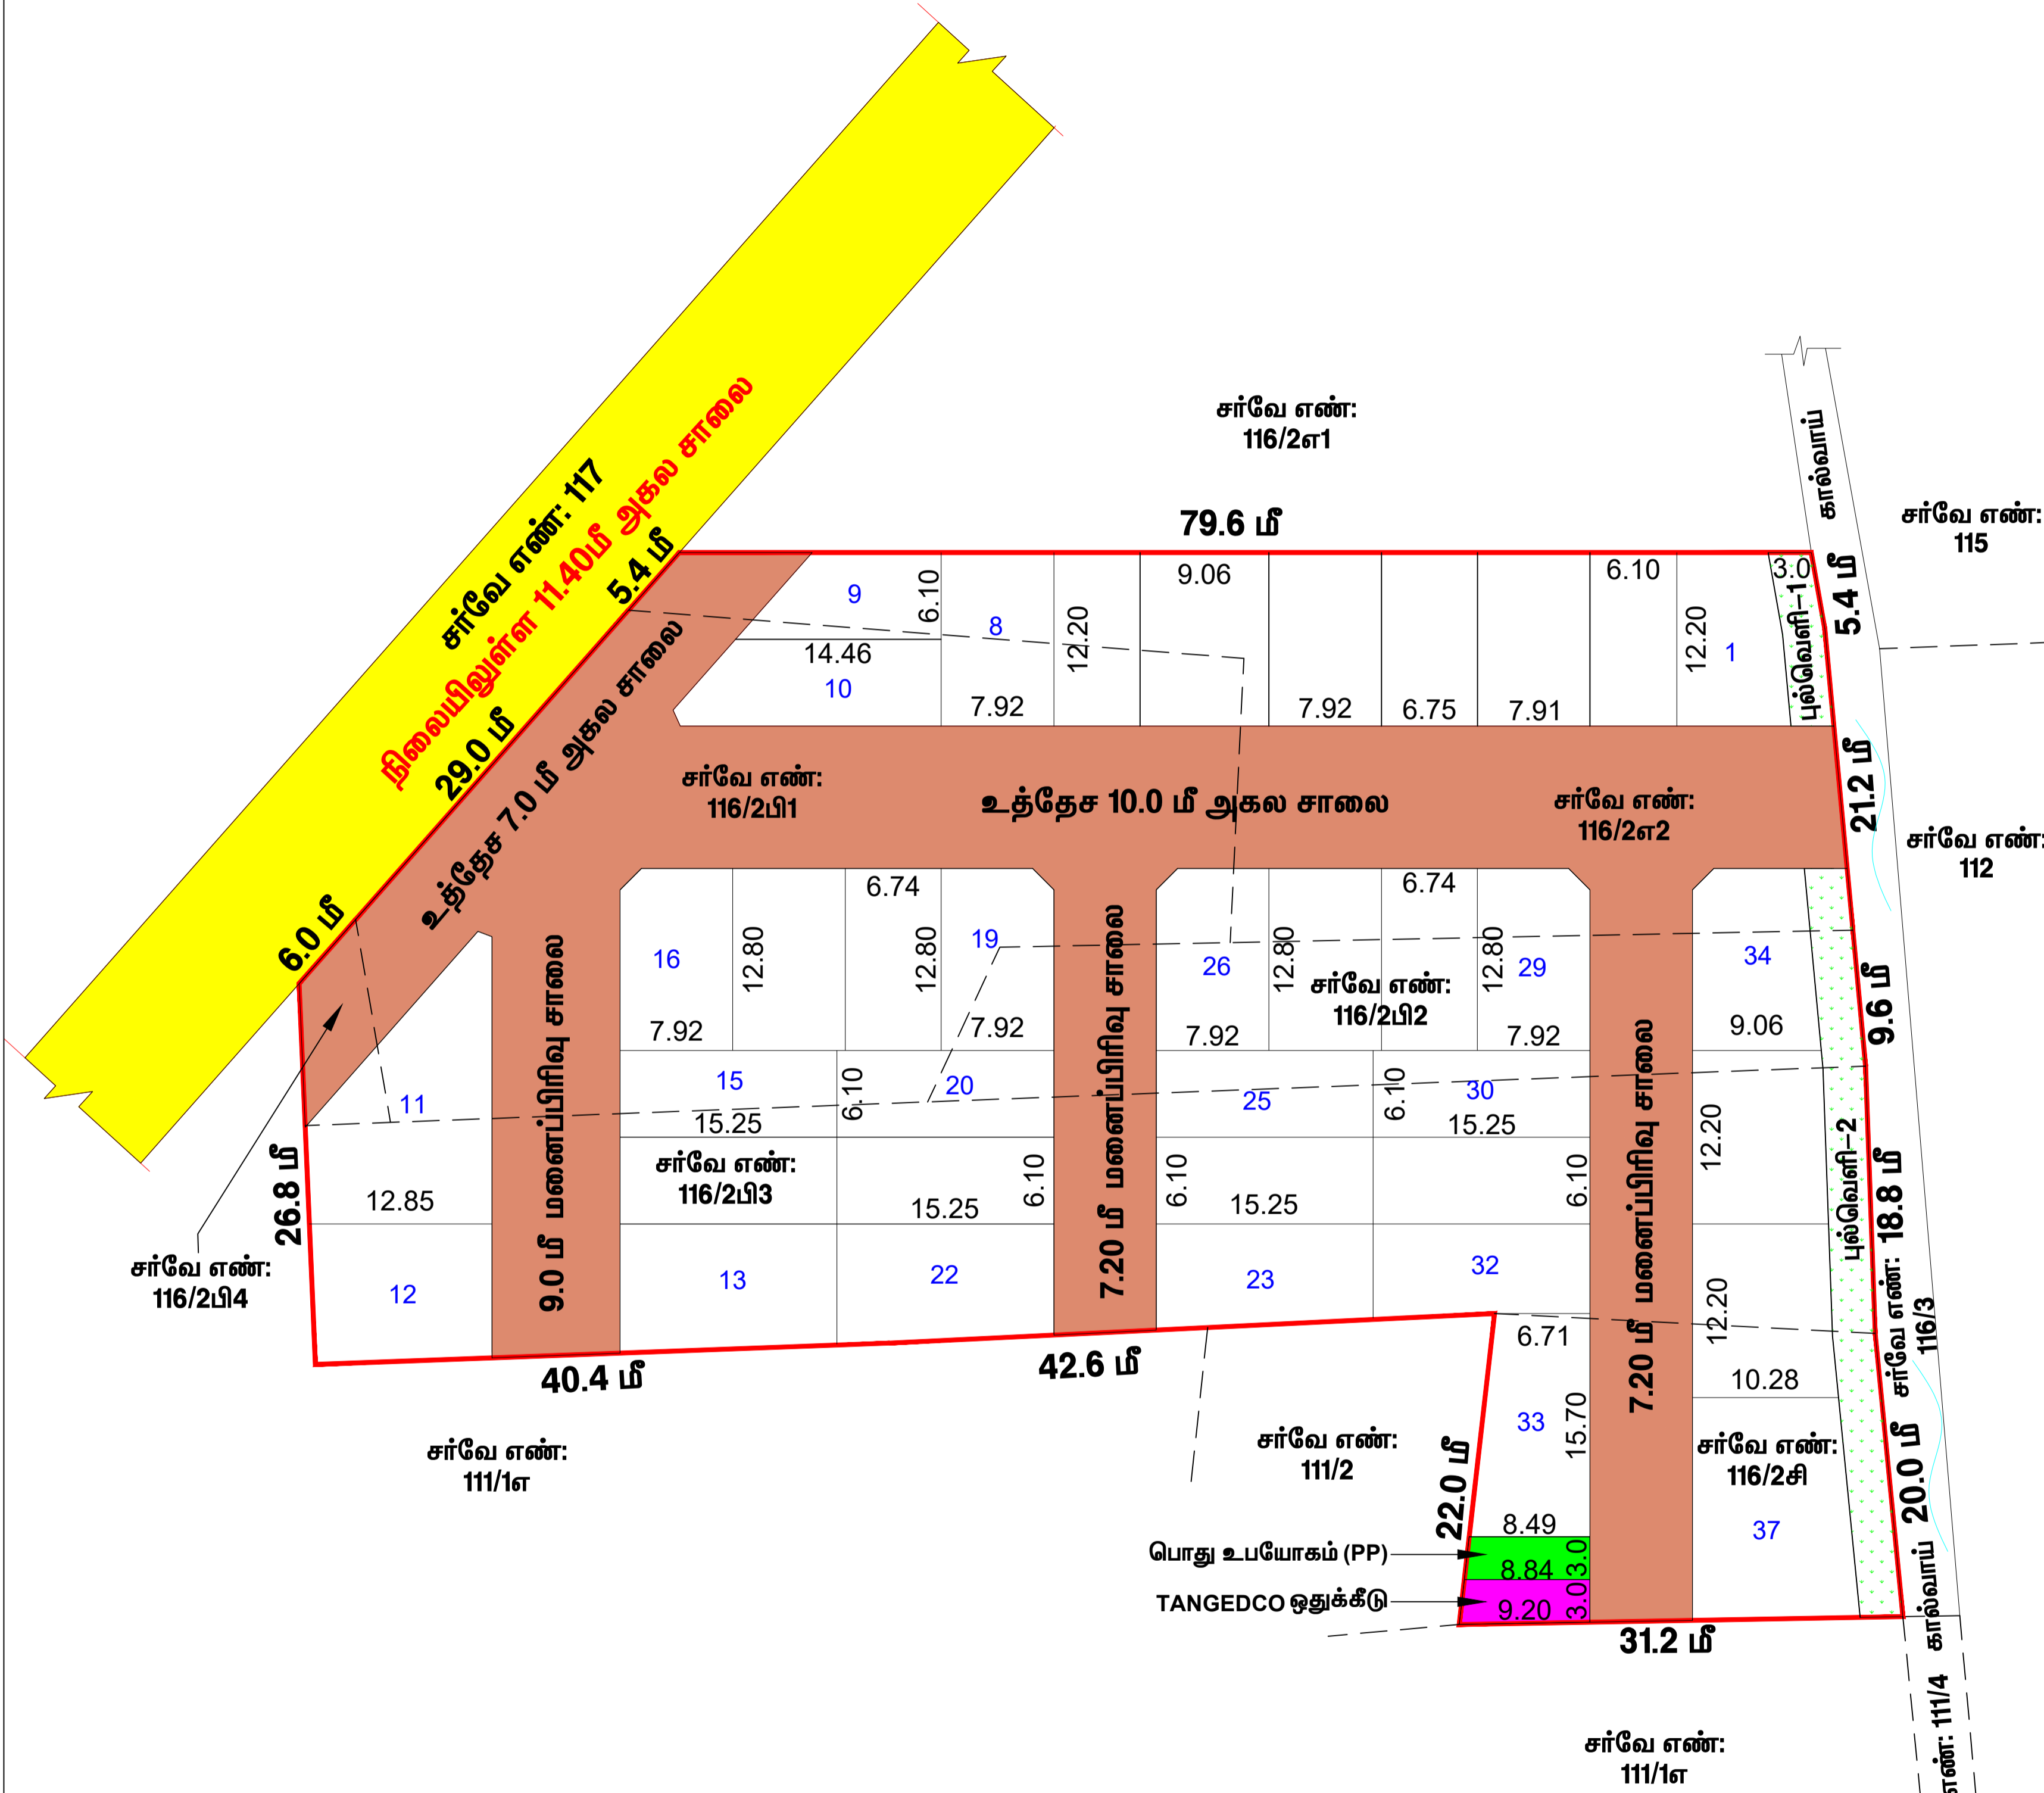 சர்வே எண்: 117
நிலையிலுள்ள 11.40மீ அகல சாலை
சர்வே எண்:
116/2எ1
கால்வாய்
சர்வே எண்:
115
79.6 மீ
5.4 மீ
5.4 மீ
29.0 மீ
6.0 மீ
உத்தேச 7.0 மீ அகல சாலை
9
6.10
8
12.20
9.06
6.10
3.0
புல்வெளி-1
12.20
1
14.46
10
7.92
7.92
6.75
7.91
21.2 மீ
சர்வே எண்:
116/2பி1
உத்தேச 10.0 மீ அகல சாலை
சர்வே எண்:
116/2எ2
சர்வே எண்:
112
6.74
6.74
16
12.80
12.80
19
26
12.80
12.80
29
34
சர்வே எண்:
116/2பி2
9.6 மீ
7.92
7.92
7.92
7.92
9.06
9.0 மீ மனைப்பிரிவு சாலை
7.20 மீ மனைப்பிரிவு சாலை
7.20 மீ மனைப்பிரிவு சாலை
11
15
6.10
20
25
6.10
30
15.25
15.25
12.20
புல்வெளி-2
26.8 மீ
12.85
சர்வே எண்:
116/2பி3
15.25
6.10
6.10
15.25
6.10
18.8 மீ
சர்வே எண்:
116/3
சர்வே எண்:
116/2பி4
12
13
22
23
32
12.20
40.4 மீ
42.6 மீ
6.71
10.28
சர்வே எண்:
111/1எ
சர்வே எண்:
111/2
33
15.70
22.0 மீ
சர்வே எண்:
116/2சி
20.0 மீ
37
8.49
பொது உபயோகம் (PP)
8.84
3.0
TANGEDCO ஒதுக்கீடு
9.20
3.0
31.2 மீ
கால்வாய்
எண்: 111/4
சர்வே எண்:
111/1எ